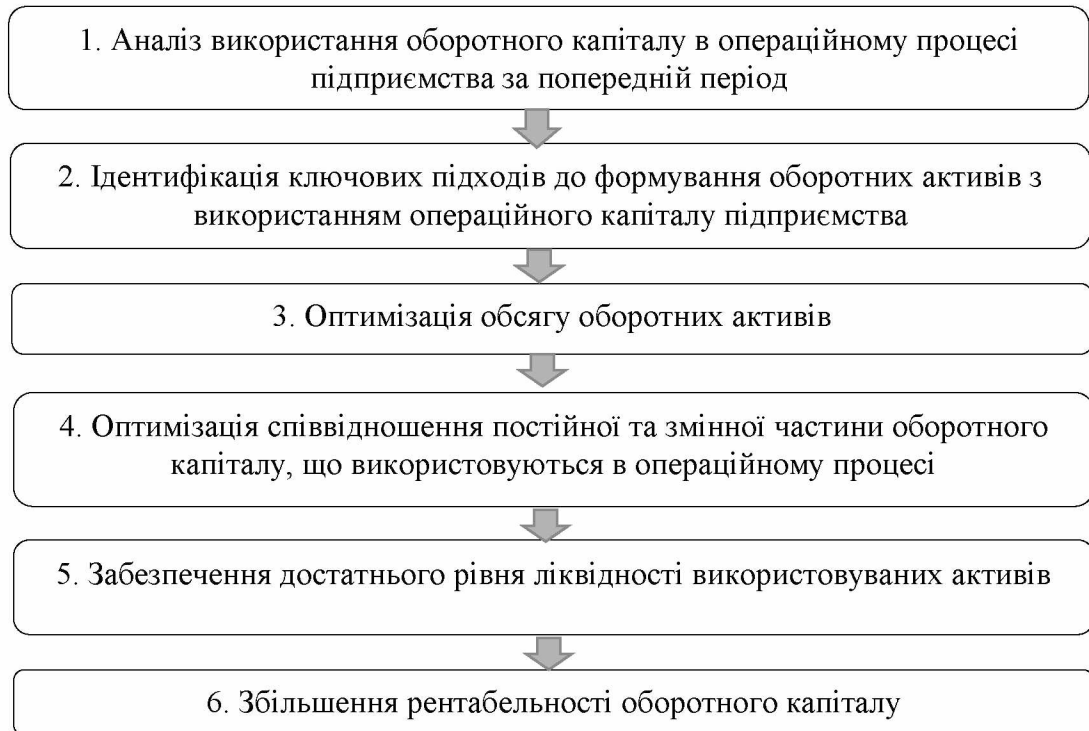 1. Аналіз використання оборотного капіталу в операційному процесі
підприємства за попередній період
2. Ідентифікація ключових підходів до формування оборотних активів з
використанням операційного капіталу підприємства
3. Оптимізація обсягу оборотних активів
4. Оптимізація співвідношення постійної та змінної частини оборотного
капіталу, що використовуються в операційному процесі
5. Забезпечення достатнього рівня ліквідності використовуваних активів
6. Збільшення рентабельності оборотного капіталу